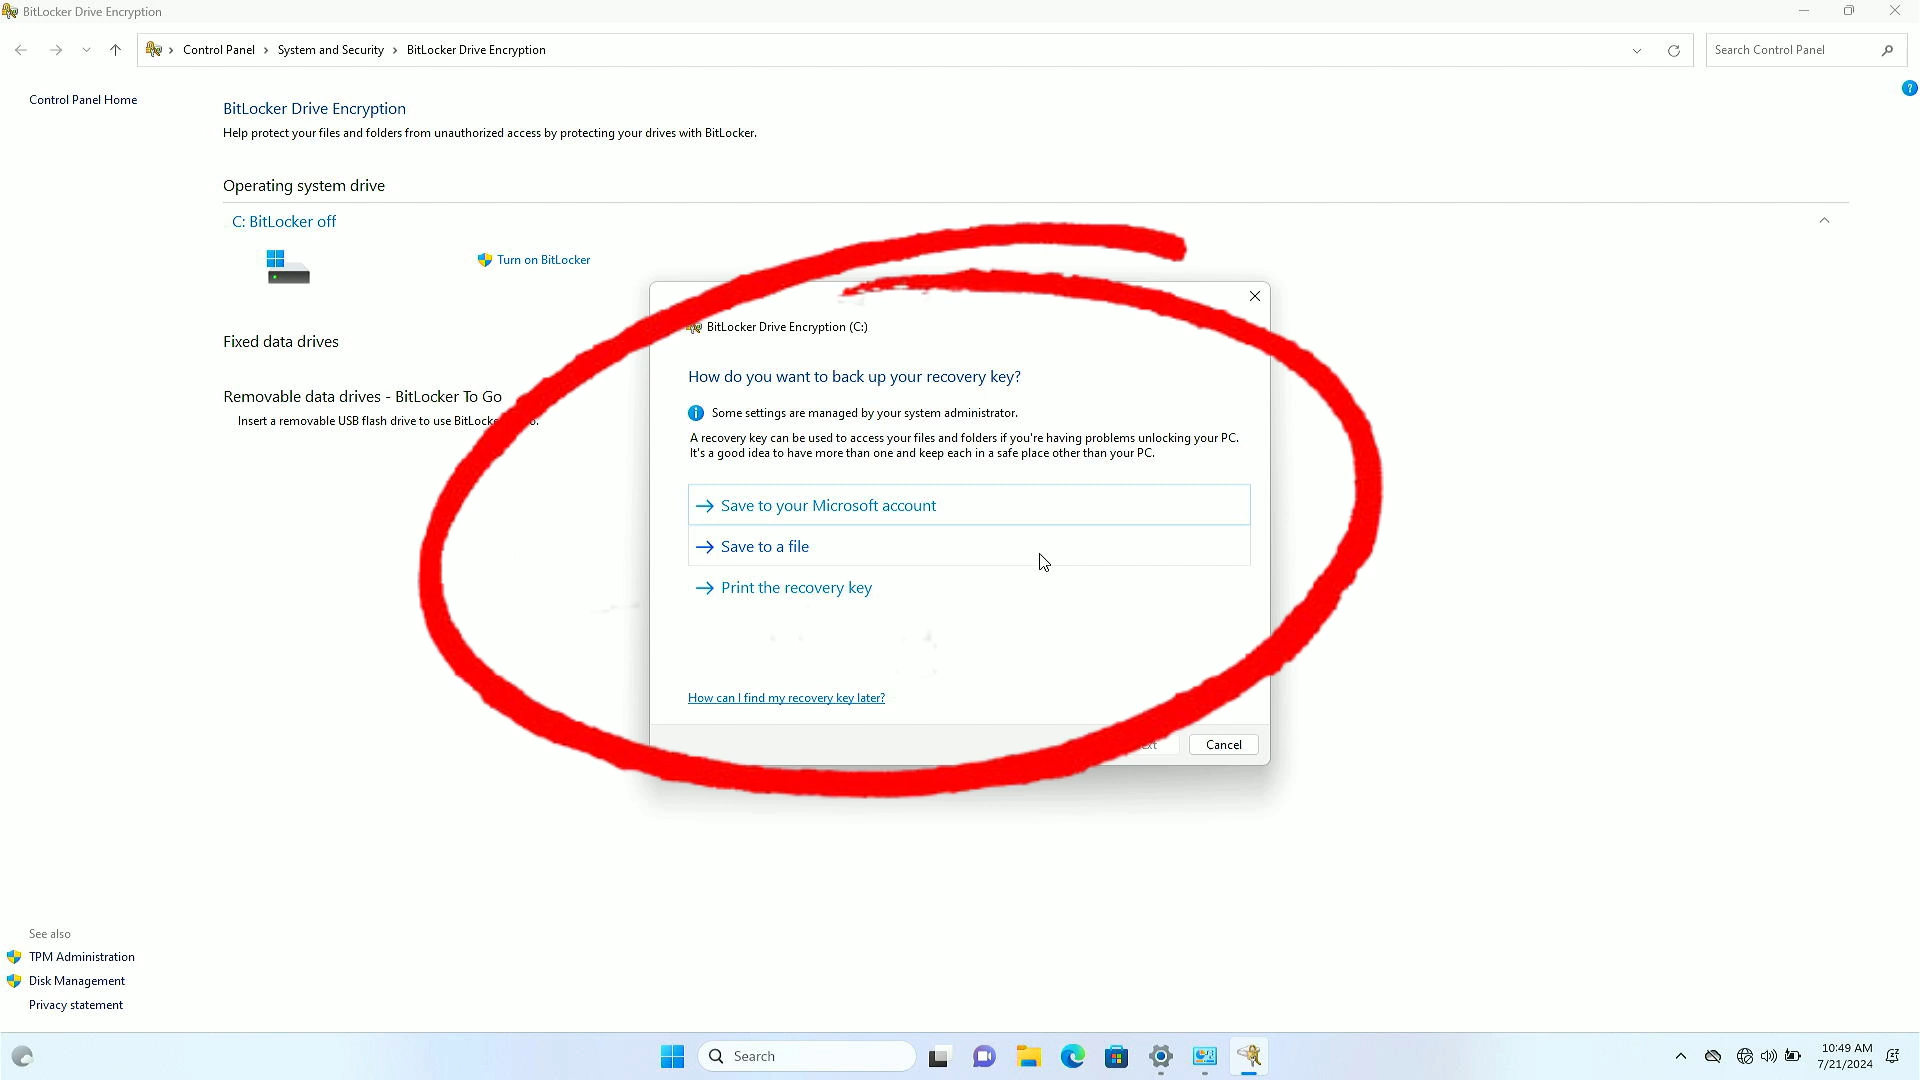 BitLocker Drive Encryption
Control Panel
System and Security
BitLocker Drive Encryption
Search Control Panel
Control Panel Home
BitLocker Drive Encryption
Help protect your files and folders from unauthorized access by protecting your drives with BitLocker.
Operating system drive
C: BitLocker off
Turn on BitLocker
Fixed data drives
Removable data drives - BitLocker To Go
Insert a removable USB flash drive to use
BitLocker Drive Encryption (C:)
How do you want to back up your recovery key?
Some settings are managed by your system administrator.
A recovery key can be used to access your files and folders if you're having problems unlocking your PC.
It's a good idea to have more than one and keep each in a safe place other than your PC.
Save to your Microsoft account
Save to a file
Print the recovery key
How can I find my recovery key later?
Cancel
See also
TPM Administration
Disk Management
Privacy statement
Search
10:49 AM
7/21/2024